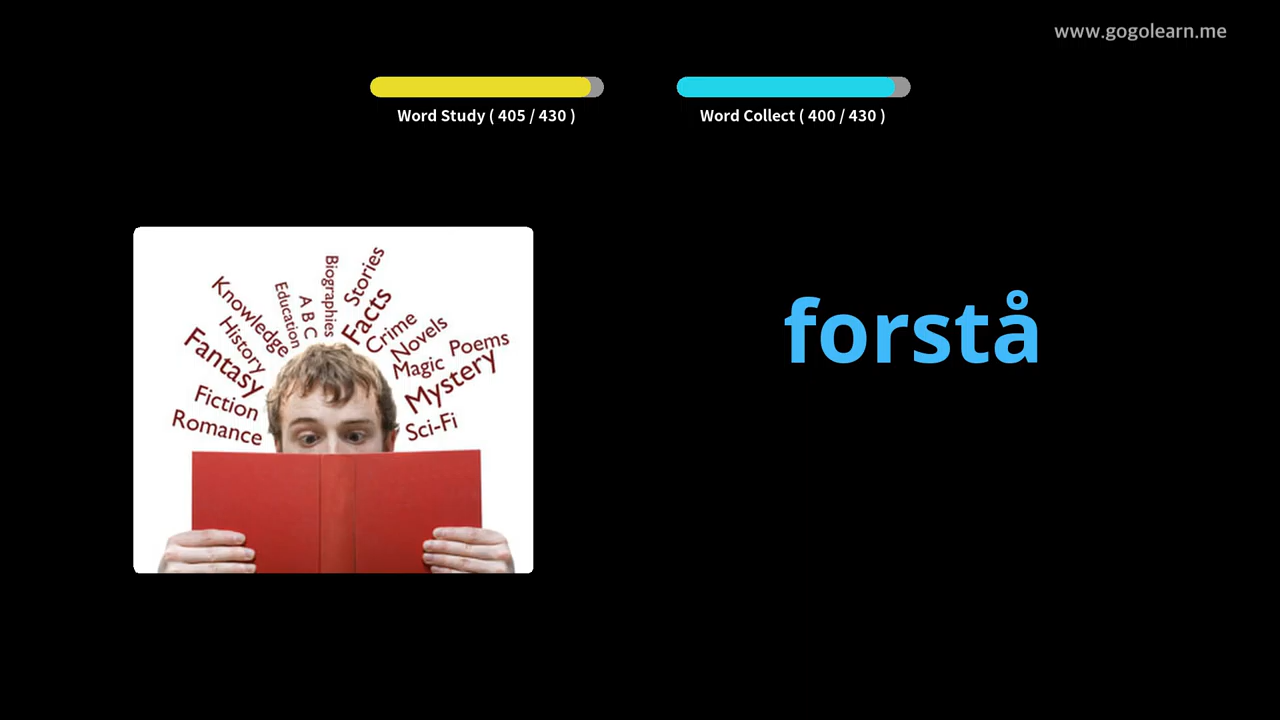 www.gogolearn.me
Word Study ( 405 / 430 )
Word Collect ( 400 / 430 )
forstå
Biographies
Stories
Education
A B C
Facts
Knowledge
History
Crime
Novels
Fantasy
Magic
Poems
Mystery
Fiction
Romance
Sci-Fi